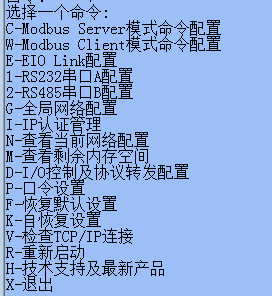 选择一个命令:
C-Modbus Server模式命令配置
W-Modbus Client模式命令配置
E-EIO Link配置
1-RS232串口A配置
2-RS485串口B配置
G-全局网络配置
I-IP认证管理
N-查看当前网络配置
M-查看剩余内存空间
D-I/O控制及协议转发配置
P-口令设置
F-恢复默认设置
K-自恢复设置
V-检查TCP/IP连接
R-重新启动
H-技术支持及最新产品
X-退出